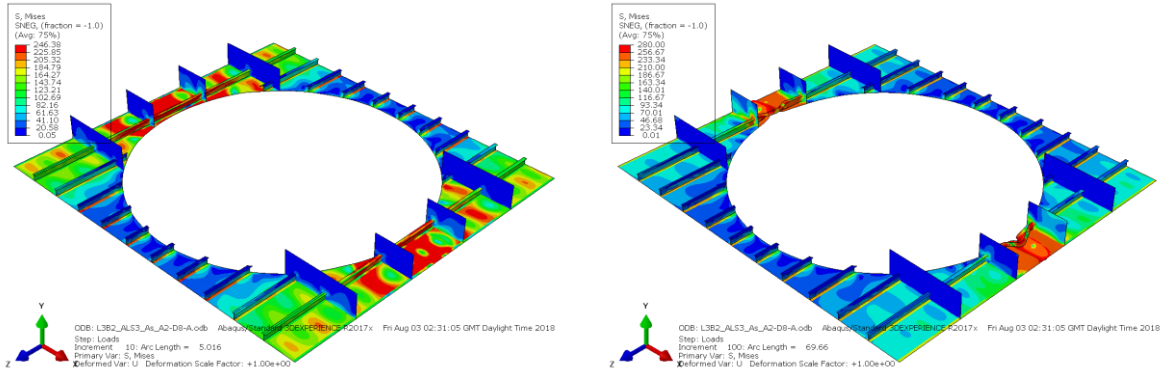 S, Mises
SNEG, (fraction = -1.0)
(Avg: 75%)
246.38
225.85
205.32
184.79
164.27
143.74
123.21
102.69
82.16
61.63
41.10
20.58
0.05
Y
Z
X
ODB: L3B2_ALS3_As_A2-D8-A.odb Abaqus/Standard 3DEXPERIENCE R2017x Fri Aug 03 02:31:05 GMT Daylight Time 2018
Step: Loads
Increment 10: Arc Length = 5.016
Primary Var: S, Mises
Deformed Var: U Deformation Scale Factor: +1.00e+00
S, Mises
SNEG, (fraction = -1.0)
(Avg: 75%)
280.00
256.67
233.34
210.00
186.67
163.34
140.01
116.67
93.34
70.01
46.68
23.34
0.01
Y
Z
X
ODB: L3B2_ALS3_As_A2-D8-A.odb Abaqus/Standard 3DEXPERIENCE R2017x Fri Aug 03 02:31:05 GMT Daylight Time 2018
Step: Loads
Increment 100: Arc Length = 69.66
Primary Var: S, Mises
Deformed Var: U Deformation Scale Factor: +1.00e+00